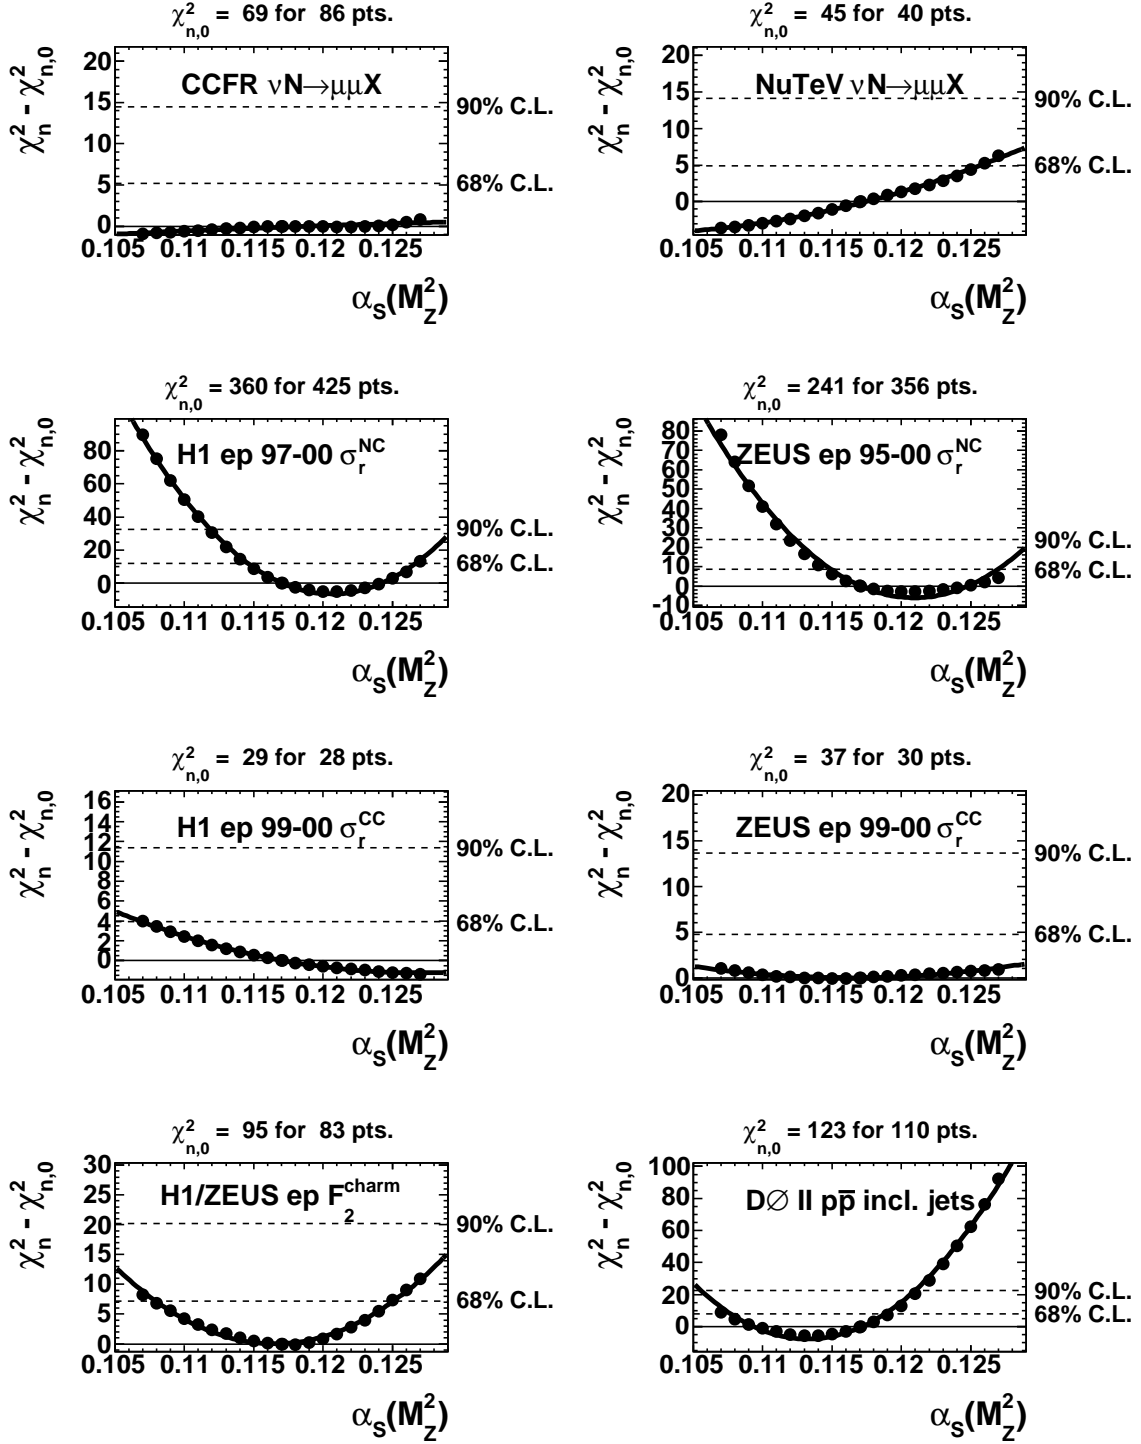 χ²n,0 = 69 for 86 pts.
χ²n - χ²n,0
20
15
10
5
0
CCFR νN→μμX
90% C.L.
68% C.L.
0.105 0.11 0.115 0.12 0.125
αS(M²Z)
χ²n,0 = 45 for 40 pts.
χ²n - χ²n,0
20
15
10
5
0
NuTeV νN→μμX
90% C.L.
68% C.L.
0.105 0.11 0.115 0.12 0.125
αS(M²Z)
χ²n,0 = 360 for 425 pts.
χ²n - χ²n,0
80
60
40
20
0
H1 ep 97-00 σrNC
90% C.L.
68% C.L.
0.105 0.11 0.115 0.12 0.125
αS(M²Z)
χ²n,0 = 241 for 356 pts.
χ²n - χ²n,0
80
70
60
50
40
30
20
10
0
-10
ZEUS ep 95-00 σrNC
90% C.L.
68% C.L.
0.105 0.11 0.115 0.12 0.125
αS(M²Z)
χ²n,0 = 29 for 28 pts.
χ²n - χ²n,0
16
14
12
10
8
6
4
2
0
H1 ep 99-00 σrCC
90% C.L.
68% C.L.
0.105 0.11 0.115 0.12 0.125
αS(M²Z)
χ²n,0 = 37 for 30 pts.
χ²n - χ²n,0
20
15
10
5
0
ZEUS ep 99-00 σrCC
90% C.L.
68% C.L.
0.105 0.11 0.115 0.12 0.125
αS(M²Z)
χ²n,0 = 95 for 83 pts.
χ²n - χ²n,0
30
25
20
15
10
5
0
H1/ZEUS ep F2charm
90% C.L.
68% C.L.
0.105 0.11 0.115 0.12 0.125
αS(M²Z)
χ²n,0 = 123 for 110 pts.
χ²n - χ²n,0
100
80
60
40
20
0
DØ II pp̅ incl. jets
90% C.L.
68% C.L.
0.105 0.11 0.115 0.12 0.125
αS(M²Z)